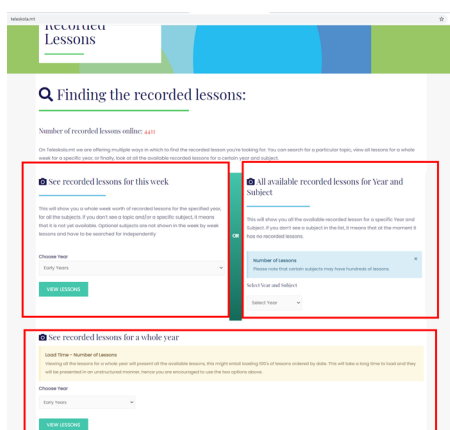 teleskola.mt
Recorded
Lessons
Finding the recorded lessons:
Number of recorded lessons online: 4411
On Teleskola.mt we are offering multiple ways in which to find the recorded lesson you're looking for. You can search for a particular topic, view all lessons for a whole
week for a specific year, or finally, look at all the available recorded lessons for a certain year and subject.
See recorded lessons for this week
This will show you a whole week worth of recorded lessons for the specified year,
for all the subjects. If you don't see a topic and/or a specific subject, it means
that it is not yet available. Optional subjects are not shown in the week by week
lessons and have to be searched for independently
Choose Year
Early Years
VIEW LESSONS
OR
All available recorded lessons for Year and
Subject
This will show you all the available recorded lesson for a specific Year and
Subject. If you don't see a subject in the list, it means that at the moment it
has no recorded lessons.
Number of Lessons
×
Please note that certain subjects may have hundreds of lessons.
Select Year and Subject
Select Year
See recorded lessons for a whole year
Load Time - Number of Lessons
Viewing all the lessons for a whole year will present all the available lessons, this might entail loading 100's of lessons ordered by date. This will take a long time to load and they
will be presented in an unstructured manner, hence you are encouraged to use the two options above.
Choose Year
Early Years
VIEW LESSONS